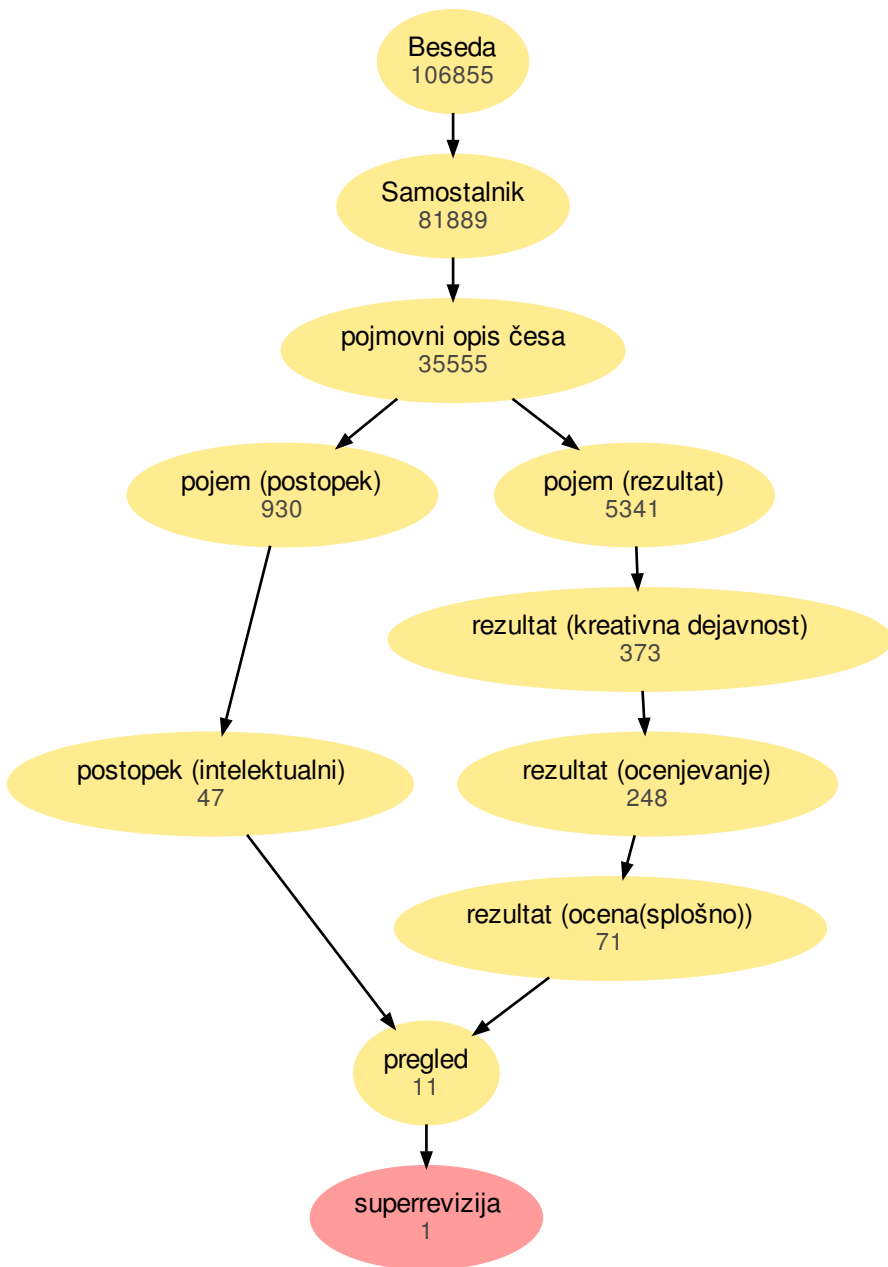 Beseda
106855
Samostalnik
81889
pojmovni opis česa
35555
pojem (postopek)
930
pojem (rezultat)
5341
rezultat (kreativna dejavnost)
373
postopek (intelektualni)
47
rezultat (ocenjevanje)
248
rezultat (ocena(splošno))
71
pregled
11
superrevizija
1